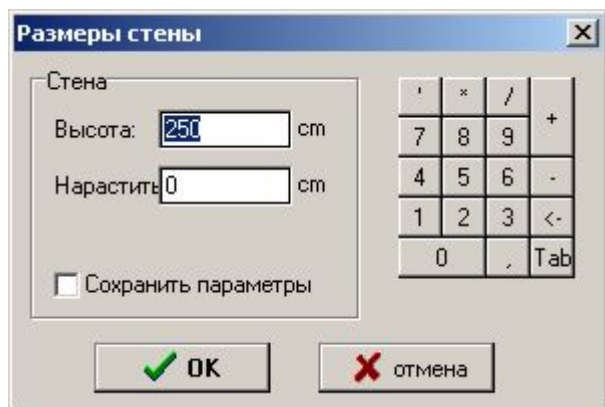 Размеры стены
Стена
Высота: 250 cm
Нарастить 0 cm
Сохранить параметры
' * / +
7 8 9
4 5 6 -
1 2 3 <-
0 , Tab
OK отмена